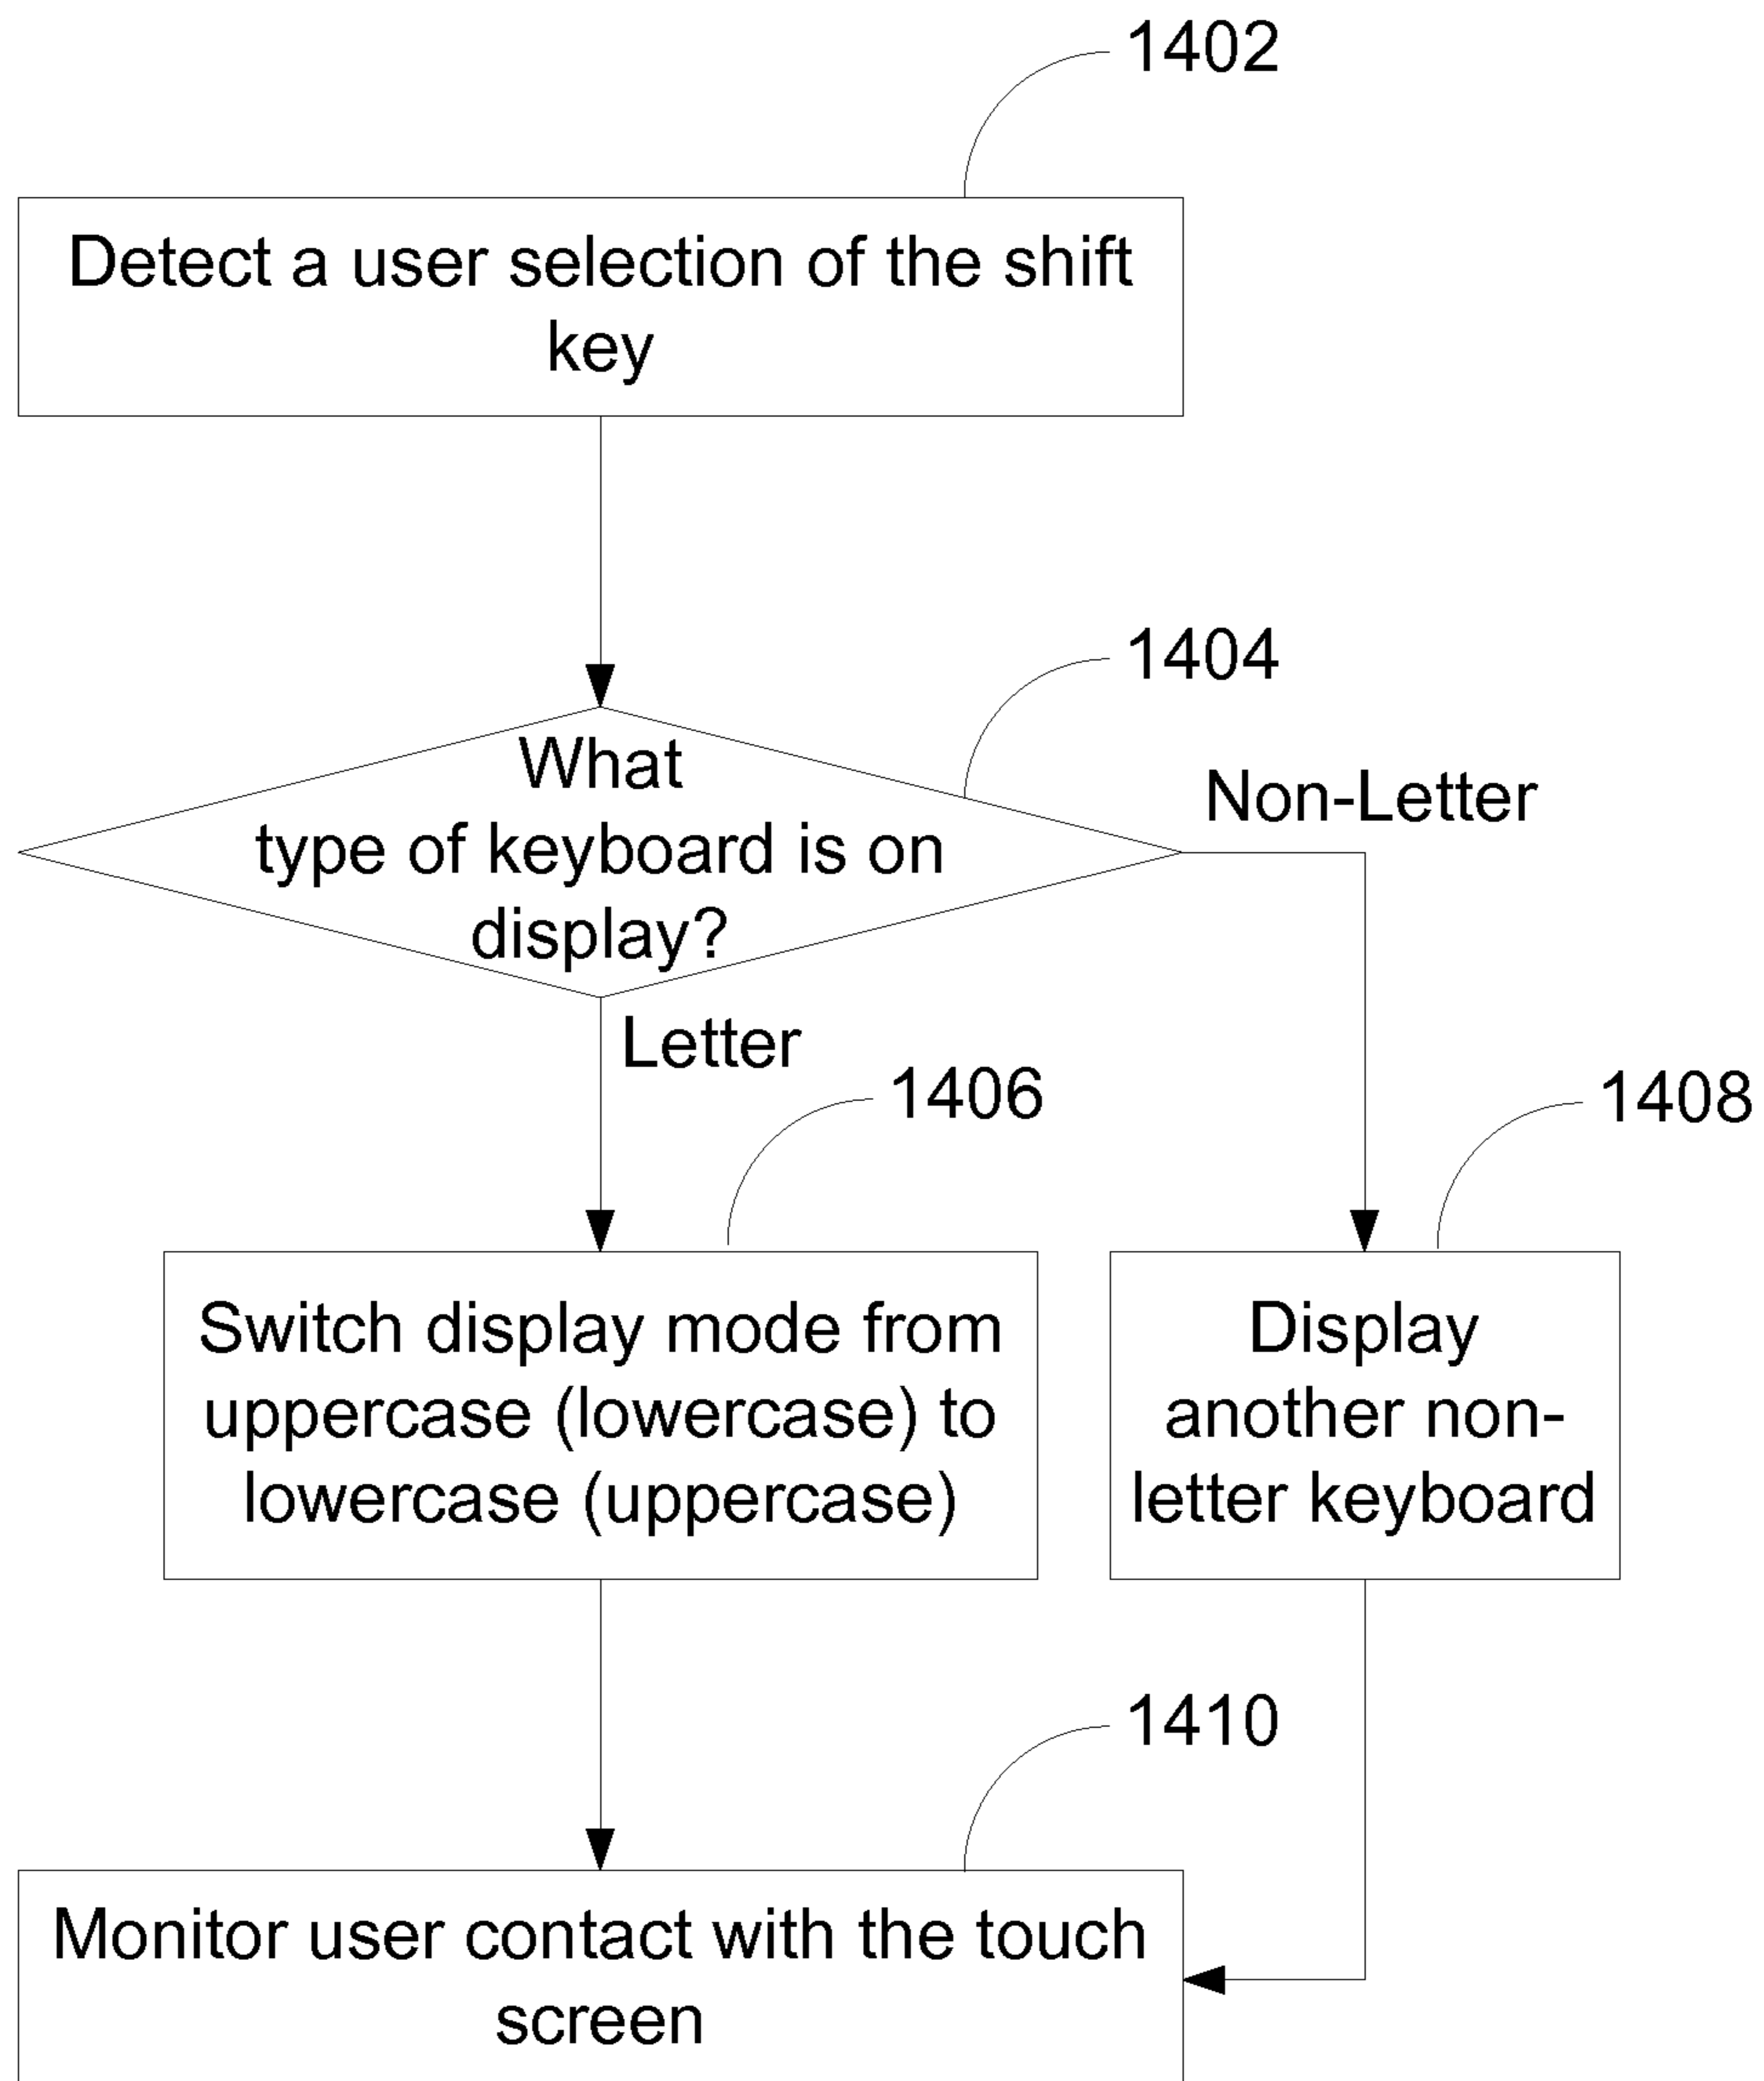 1402
Detect a user selection of the shift
key
1404
What
type of keyboard is on
display?
Non-Letter
Letter
1406
1408
Switch display mode from
uppercase (lowercase) to
lowercase (uppercase)
Display
another non-
letter keyboard
1410
Monitor user contact with the touch
screen